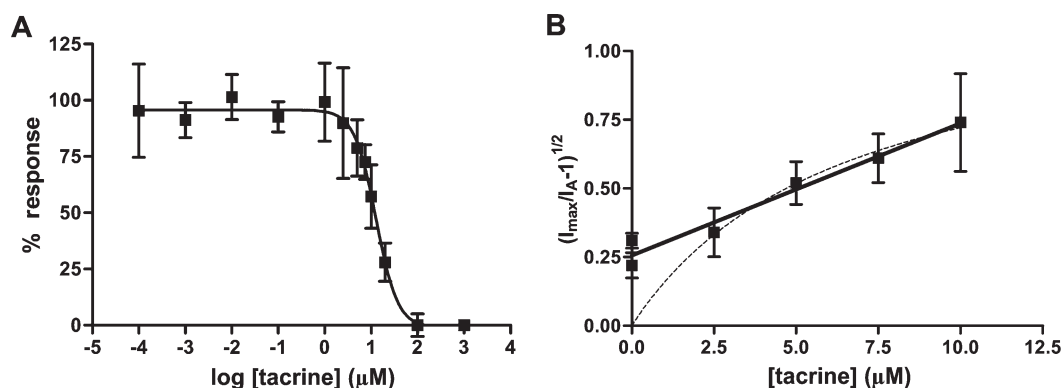 A
125
100
75
50
25
0
% response
-5 -4 -3 -2 -1 0 1 2 3 4
log [tacrine] (μM)
B
1.00
0.75
0.50
0.25
0.00
(Imax/IA-1)1/2
0.0 2.5 5.0 7.5 10.0 12.5
[tacrine] (μM)